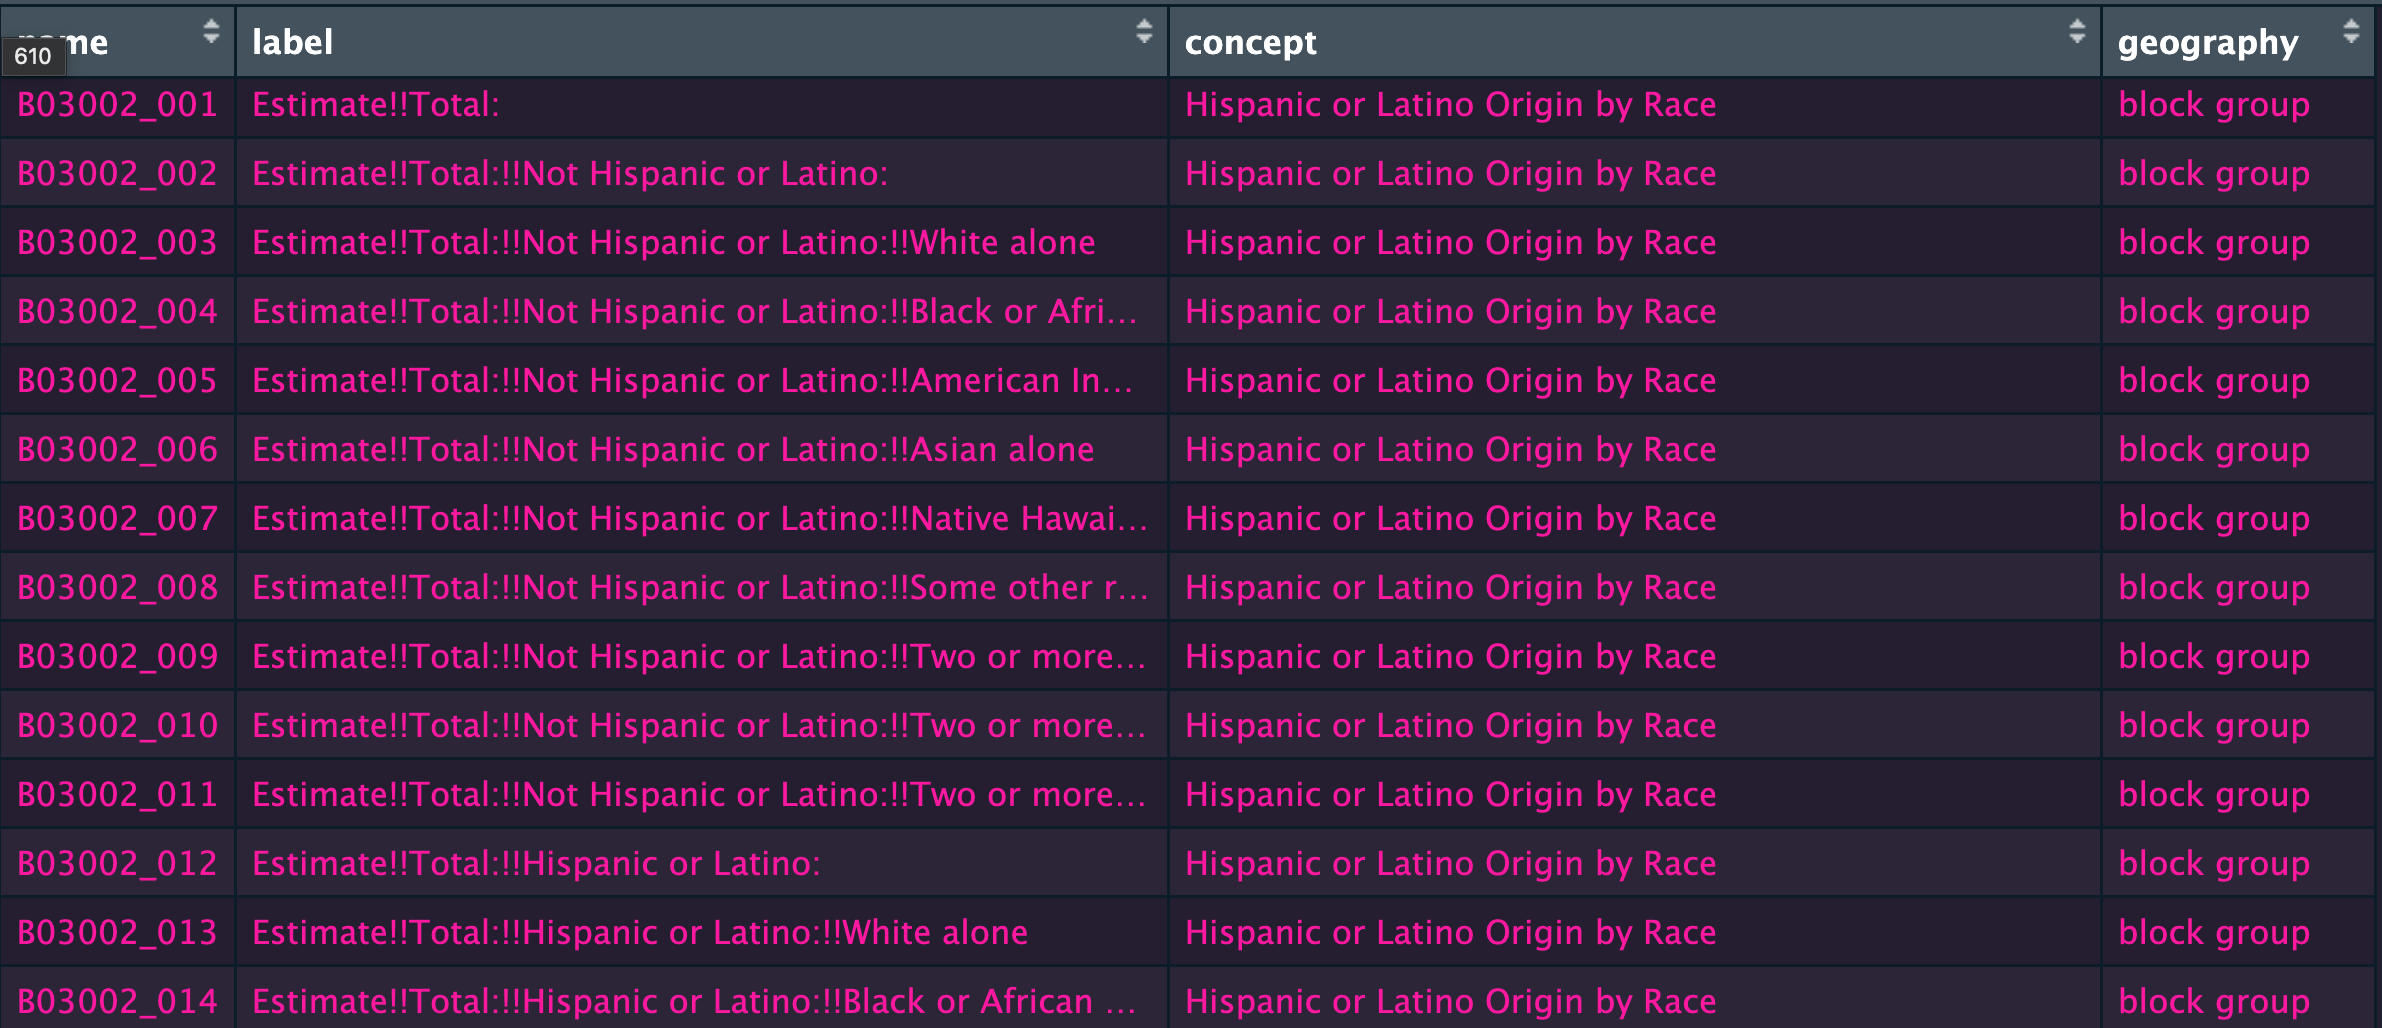 name label concept geography
610
B03002_001 Estimate!!Total: Hispanic or Latino Origin by Race block group
B03002_002 Estimate!!Total:!!Not Hispanic or Latino: Hispanic or Latino Origin by Race block group
B03002_003 Estimate!!Total:!!Not Hispanic or Latino:!!White alone Hispanic or Latino Origin by Race block group
B03002_004 Estimate!!Total:!!Not Hispanic or Latino:!!Black or Afri... Hispanic or Latino Origin by Race block group
B03002_005 Estimate!!Total:!!Not Hispanic or Latino:!!American In... Hispanic or Latino Origin by Race block group
B03002_006 Estimate!!Total:!!Not Hispanic or Latino:!!Asian alone Hispanic or Latino Origin by Race block group
B03002_007 Estimate!!Total:!!Not Hispanic or Latino:!!Native Hawai... Hispanic or Latino Origin by Race block group
B03002_008 Estimate!!Total:!!Not Hispanic or Latino:!!Some other r... Hispanic or Latino Origin by Race block group
B03002_009 Estimate!!Total:!!Not Hispanic or Latino:!!Two or more... Hispanic or Latino Origin by Race block group
B03002_010 Estimate!!Total:!!Not Hispanic or Latino:!!Two or more... Hispanic or Latino Origin by Race block group
B03002_011 Estimate!!Total:!!Not Hispanic or Latino:!!Two or more... Hispanic or Latino Origin by Race block group
B03002_012 Estimate!!Total:!!Hispanic or Latino: Hispanic or Latino Origin by Race block group
B03002_013 Estimate!!Total:!!Hispanic or Latino:!!White alone Hispanic or Latino Origin by Race block group
B03002_014 Estimate!!Total:!!Hispanic or Latino:!!Black or African ... Hispanic or Latino Origin by Race block group